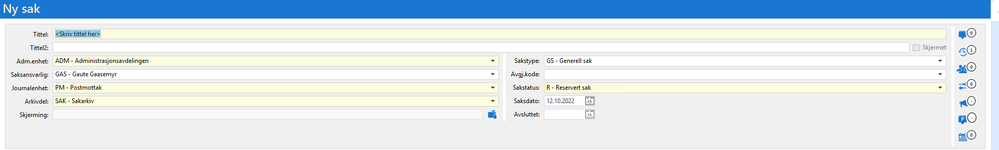 Ny sak
Tittel: <Skriv tittel her>
Tittel2:
Skjermet
Adm.enhet: ADM - Administrasjonsavdelingen
Saksansvarlig: GAS - Gaute Gaasemyr
Journalenhet: PM - Postmottak
Arkivdel: SAK - Sakarkiv
Skjerming:
Sakstype: GS - Generell sak
Avgj.kode:
Sakstatus: R - Reservert sak
Saksdato: 12.10.2022 15
Avsluttet: 15
0
1
0
0
-
P -
0